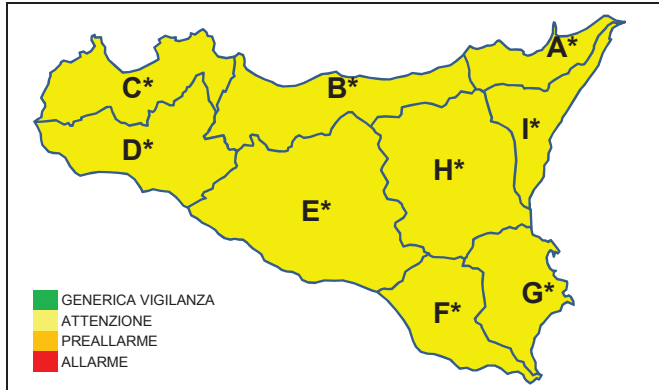 A*
C*
B*
I*
D*
H*
E*
G*
F*
GENERICA VIGILANZA
ATTENZIONE
PREALLARME
ALLARME